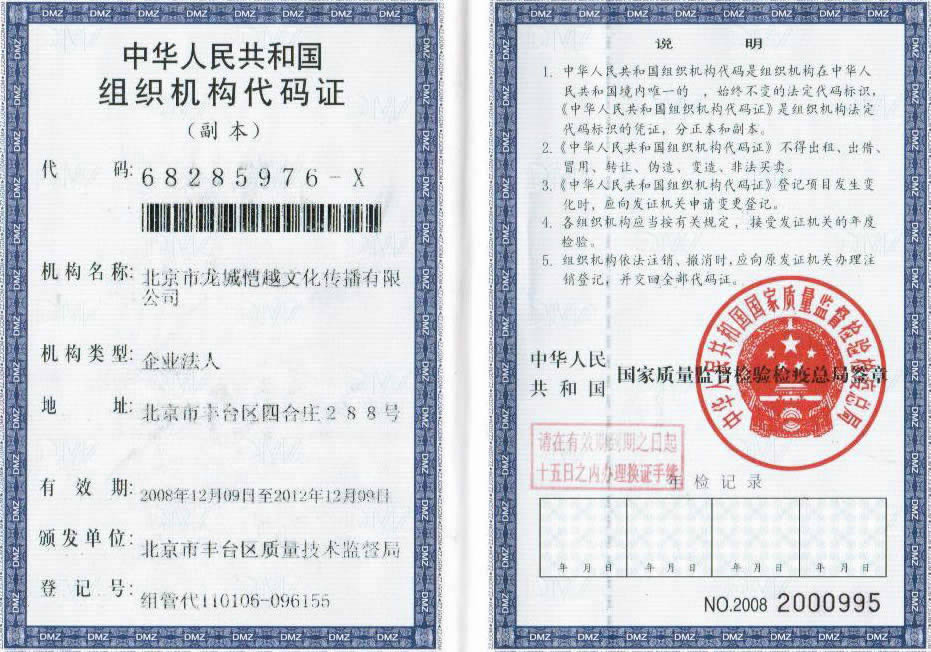 中华人民共和国
组织机构代码证
(副本)
代 码: 68285976-X
机构名称: 北京市龙城恺越文化传播有限
公司
机构类型: 企业法人
地 址: 北京市丰台区四合庄288号
有 效 期: 2008年12月09日至2012年12月09日
颁发单位: 北京市丰台区质量技术监督局
登 记 号: 组管代110106-096155
说 明
1. 中华人民共和国组织机构代码是组织机构在中华人
民共和国境内唯一的 ,始终不变的法定代码标识,
《中华人民共和国组织机构代码证》是组织机构法定
代码标识的凭证,分正本和副本。
2.《中华人民共和国组织机构代码证》不得出租、出借、
冒用、转让、伪造、变造、非法买卖。
3.《中华人民共和国组织机构代码证》登记项目发生变
化时,应向发证机关申请变更登记。
4. 各组织机构应当按有关规定,接受发证机关的年度
检验。
5. 组织机构依法注销、撤消时,应向原发证机关办理注
销登记,并交回全部代码证。
中华人民共和国国家质量监督检验检疫总局
中华人民
共 和 国 国家质量监督检验检疫总局签章
请在有效期到期之日起
十五日之内办理换证手续
年检记录
年 月 日 年 月 日 年 月 日 年 月 日
NO.2008 2000995